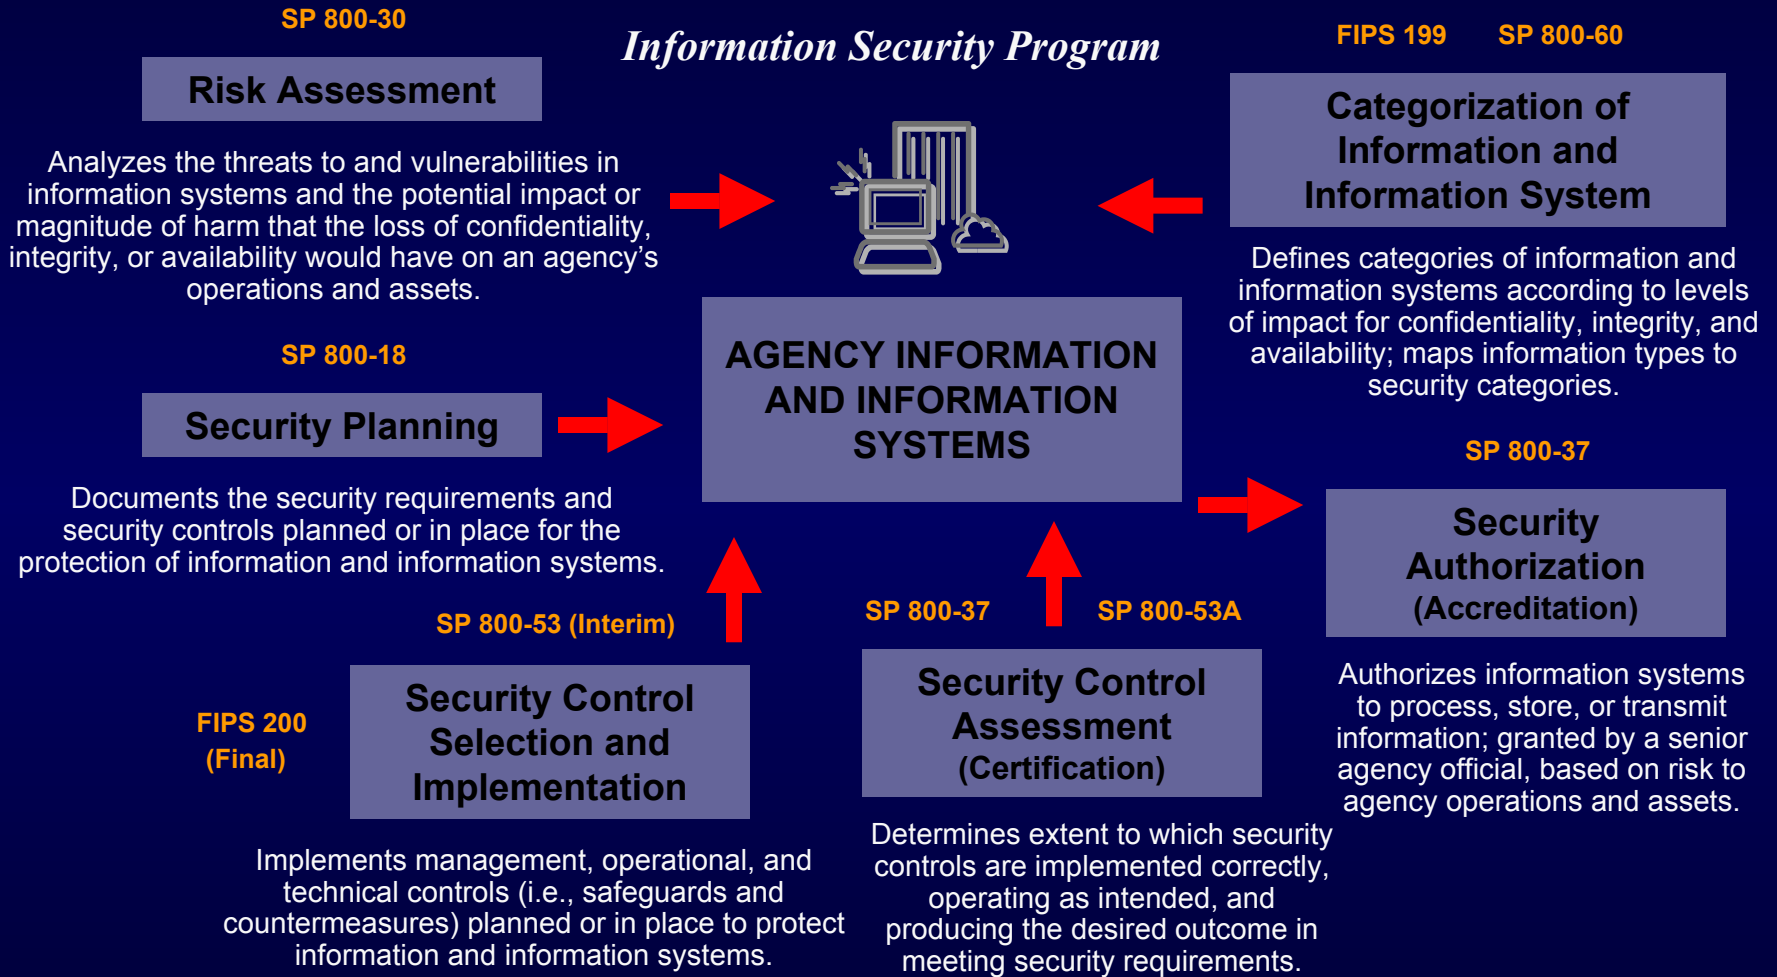 Information Security Program
SP 800-30
Risk Assessment
Analyzes the threats to and vulnerabilities in
information systems and the potential impact or
magnitude of harm that the loss of confidentiality,
integrity, or availability would have on an agency’s
operations and assets.
SP 800-18
Security Planning
Documents the security requirements and
security controls planned or in place for the
protection of information and information systems.
SP 800-53 (Interim)
FIPS 200
(Final)
Security Control
Selection and
Implementation
Implements management, operational, and
technical controls (i.e., safeguards and
countermeasures) planned or in place to protect
information and information systems.
AGENCY INFORMATION
AND INFORMATION
SYSTEMS
SP 800-37 SP 800-53A
Security Control
Assessment
(Certification)
Determines extent to which security
controls are implemented correctly,
operating as intended, and
producing the desired outcome in
meeting security requirements.
FIPS 199 SP 800-60
Categorization of
Information and
Information System
Defines categories of information and
information systems according to levels
of impact for confidentiality, integrity, and
availability; maps information types to
security categories.
SP 800-37
Security
Authorization
(Accreditation)
Authorizes information systems
to process, store, or transmit
information; granted by a senior
agency official, based on risk to
agency operations and assets.